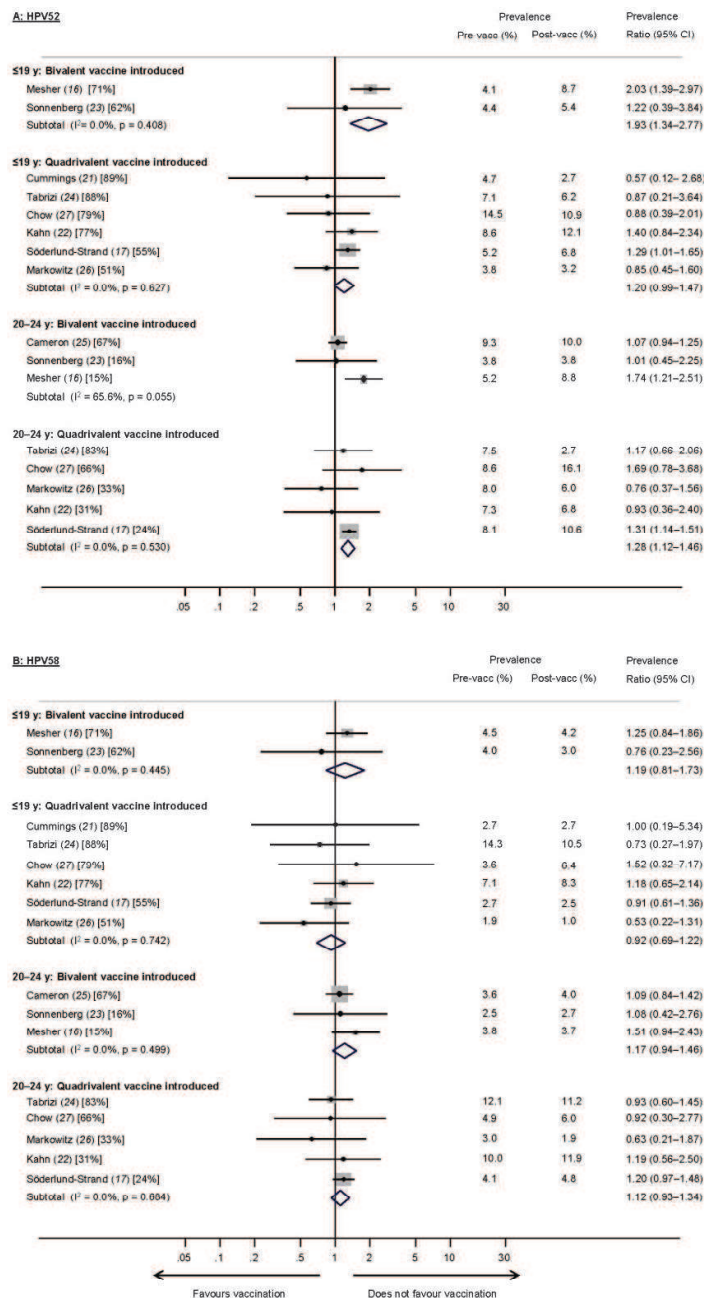 A: HPV52
Prevalence Prevalence
Pre-vacc (%) Post-vacc (%) Ratio (95% CI)
≤19 y: Bivalent vaccine introduced
Mesher (16) [71%] 4.1 8.7 2.03 (1.39–2.97)
Sonnenberg (23) [62%] 4.4 5.4 1.22 (0.39–3.84)
Subtotal (I² = 0.0%, p = 0.408) 1.93 (1.34–2.77)
≤19 y: Quadrivalent vaccine introduced
Cummings (21) [89%] 4.7 2.7 0.57 (0.12–2.68)
Tabrizi (24) [88%] 7.1 6.2 0.87 (0.21–3.64)
Chow (27) [79%] 14.5 10.9 0.88 (0.39–2.01)
Kahn (22) [77%] 8.6 12.1 1.40 (0.84–2.34)
Söderlund-Strand (17) [55%] 5.2 6.8 1.29 (1.01–1.65)
Markowitz (26) [51%] 3.8 3.2 0.85 (0.45–1.60)
Subtotal (I² = 0.0%, p = 0.627) 1.20 (0.99–1.47)
20–24 y: Bivalent vaccine introduced
Cameron (25) [67%] 9.3 10.0 1.07 (0.94–1.25)
Sonnenberg (23) [16%] 3.8 3.8 1.01 (0.45–2.25)
Mesher (16) [15%] 5.2 8.8 1.74 (1.21–2.51)
Subtotal (I² = 65.6%, p = 0.055)
20–24 y: Quadrivalent vaccine introduced
Tabrizi (24) [83%] 7.5 2.7 1.17 (0.66–2.06)
Chow (27) [66%] 8.6 16.1 1.69 (0.78–3.68)
Markowitz (26) [33%] 8.0 6.0 0.76 (0.37–1.56)
Kahn (22) [31%] 7.3 6.8 0.93 (0.36–2.40)
Söderlund-Strand (17) [24%] 8.1 10.6 1.31 (1.14–1.51)
Subtotal (I² = 0.0%, p = 0.530) 1.28 (1.12–1.46)
.05 .1 .2 .5 1 2 5 10 30
B: HPV58
Prevalence Prevalence
Pre-vacc (%) Post-vacc (%) Ratio (95% CI)
≤19 y: Bivalent vaccine introduced
Mesher (16) [71%] 4.5 4.2 1.25 (0.84–1.86)
Sonnenberg (23) [62%] 4.0 3.0 0.76 (0.23–2.56)
Subtotal (I² = 0.0%, p = 0.445) 1.19 (0.81–1.73)
≤19 y: Quadrivalent vaccine introduced
Cummings (21) [89%] 2.7 2.7 1.00 (0.19–5.34)
Tabrizi (24) [88%] 14.3 10.5 0.73 (0.27–1.97)
Chow (27) [79%] 3.6 6.4 1.52 (0.32–7.17)
Kahn (22) [77%] 7.1 8.3 1.18 (0.65–2.14)
Söderlund-Strand (17) [55%] 2.7 2.5 0.91 (0.61–1.36)
Markowitz (26) [51%] 1.9 1.0 0.53 (0.22–1.31)
Subtotal (I² = 0.0%, p = 0.742) 0.92 (0.69–1.22)
20–24 y: Bivalent vaccine introduced
Cameron (25) [67%] 3.6 4.0 1.09 (0.84–1.42)
Sonnenberg (23) [16%] 2.5 2.7 1.08 (0.42–2.76)
Mesher (16) [15%] 3.8 3.7 1.51 (0.94–2.43)
Subtotal (I² = 0.0%, p = 0.499) 1.17 (0.94–1.46)
20–24 y: Quadrivalent vaccine introduced
Tabrizi (24) [83%] 12.1 11.2 0.93 (0.60–1.45)
Chow (27) [66%] 4.9 6.0 0.92 (0.30–2.77)
Markowitz (26) [33%] 3.0 1.9 0.63 (0.21–1.87)
Kahn (22) [31%] 10.0 11.9 1.19 (0.56–2.50)
Söderlund-Strand (17) [24%] 4.1 4.8 1.20 (0.97–1.48)
Subtotal (I² = 0.0%, p = 0.684) 1.12 (0.93–1.34)
.05 .1 .2 .5 1 2 5 10 30
Favours vaccination Does not favour vaccination